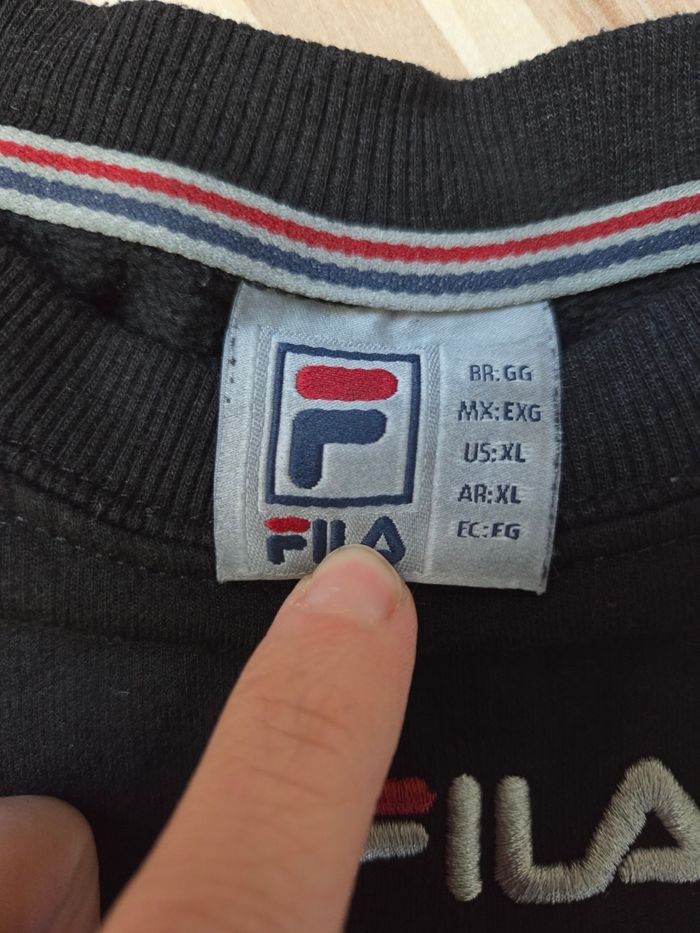 F
FILA
BR:GG
MX:EXG
US:XL
AR:XL
EC:EG
FILA